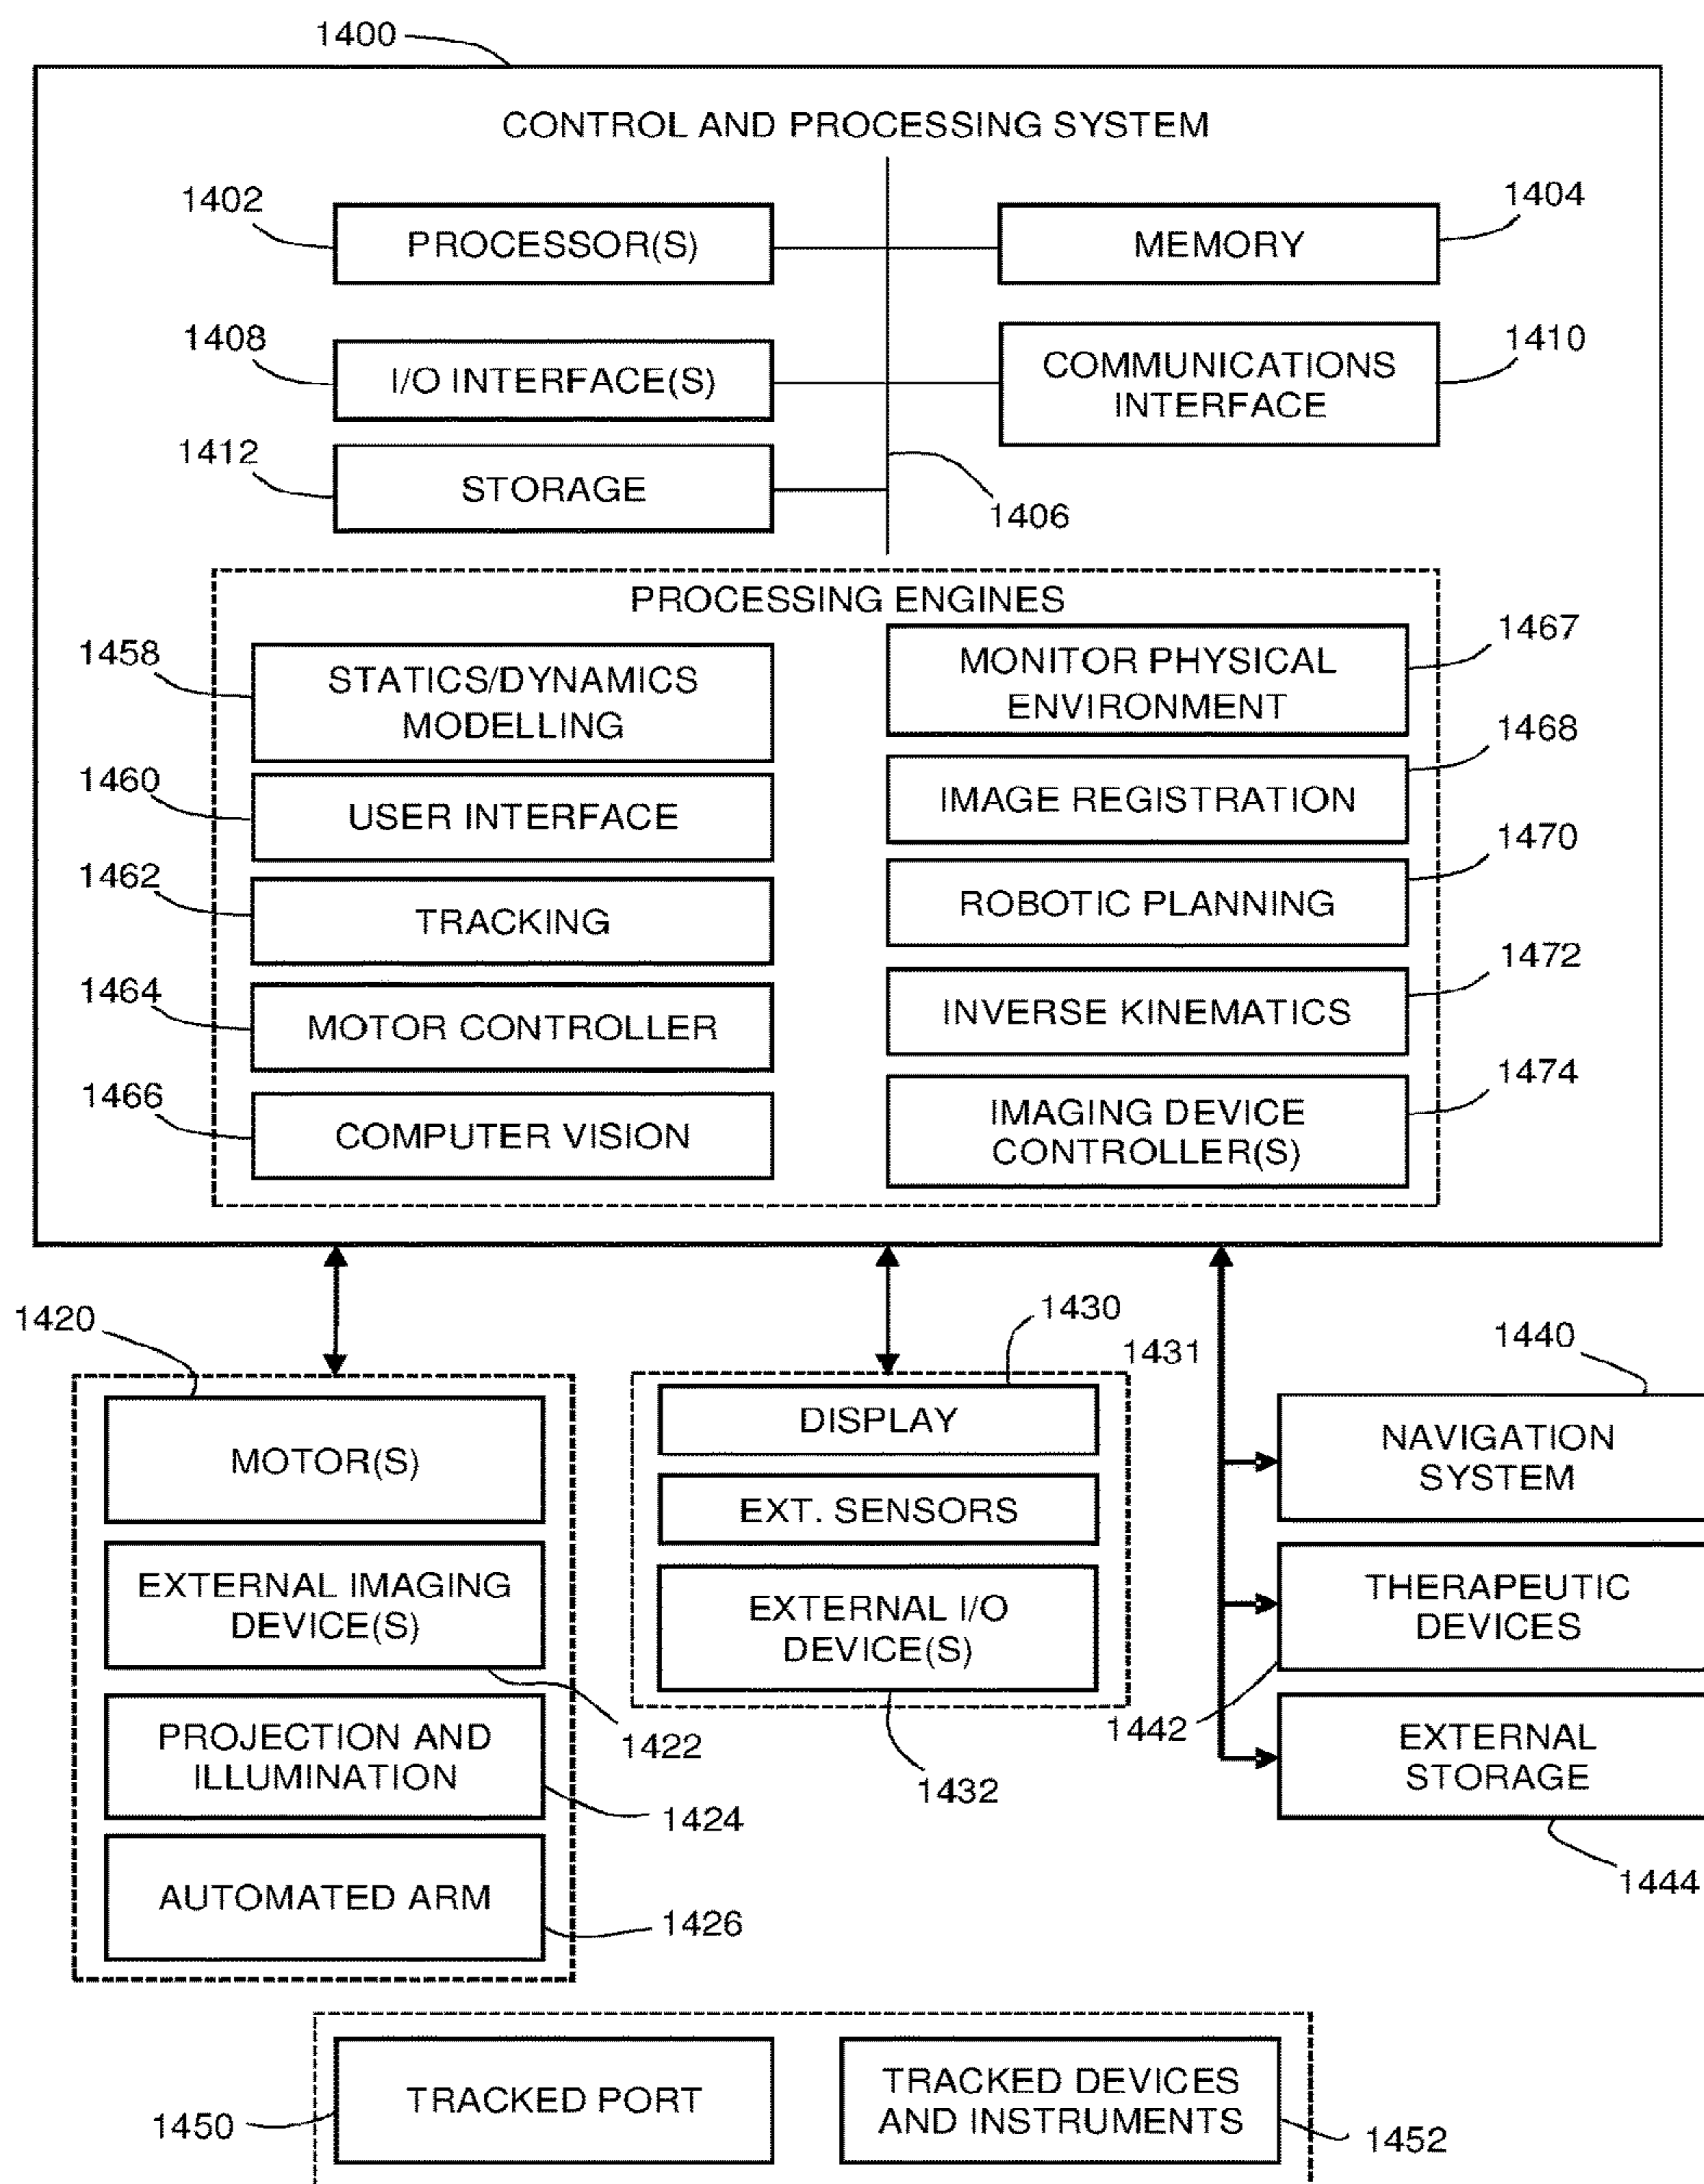 1400
CONTROL AND PROCESSING SYSTEM
1402
PROCESSOR(S)
MEMORY
1404
1408
I/O INTERFACE(S)
COMMUNICATIONS
INTERFACE
1410
1412
STORAGE
1406
PROCESSING ENGINES
1458
STATICS/DYNAMICS
MODELLING
MONITOR PHYSICAL
ENVIRONMENT
1467
1460
USER INTERFACE
IMAGE REGISTRATION
1468
1462
TRACKING
ROBOTIC PLANNING
1470
1464
MOTOR CONTROLLER
INVERSE KINEMATICS
1472
1466
COMPUTER VISION
IMAGING DEVICE
CONTROLLER(S)
1474
1420
MOTOR(S)
EXTERNAL IMAGING
DEVICE(S)
1422
PROJECTION AND
ILLUMINATION
1424
AUTOMATED ARM
1426
1430
1431
DISPLAY
EXT. SENSORS
EXTERNAL I/O
DEVICE(S)
1432
1440
NAVIGATION
SYSTEM
THERAPEUTIC
DEVICES
1442
EXTERNAL
STORAGE
1444
1450
TRACKED PORT
TRACKED DEVICES
AND INSTRUMENTS
1452